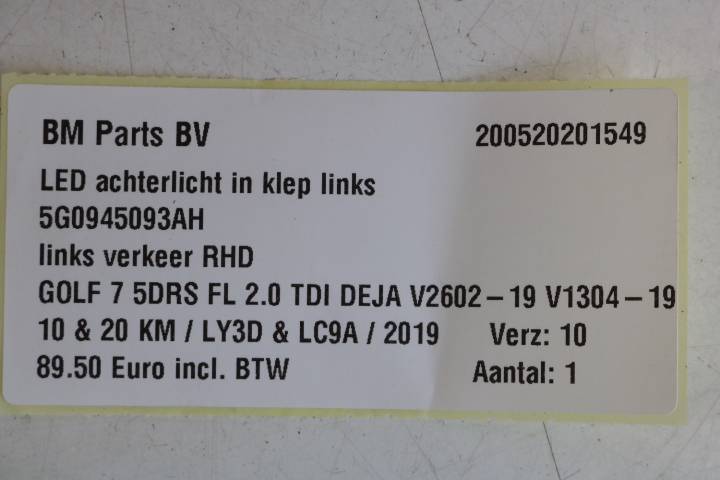 BM Parts BV 200520201549
LED achterlicht in klep links
5G0945093AH
links verkeer RHD
GOLF 7 5DRS FL 2.0 TDI DEJA V2602-19 V1304-19
10 & 20 KM / LY3D & LC9A / 2019 Verz: 10
89.50 Euro incl. BTW Aantal: 1